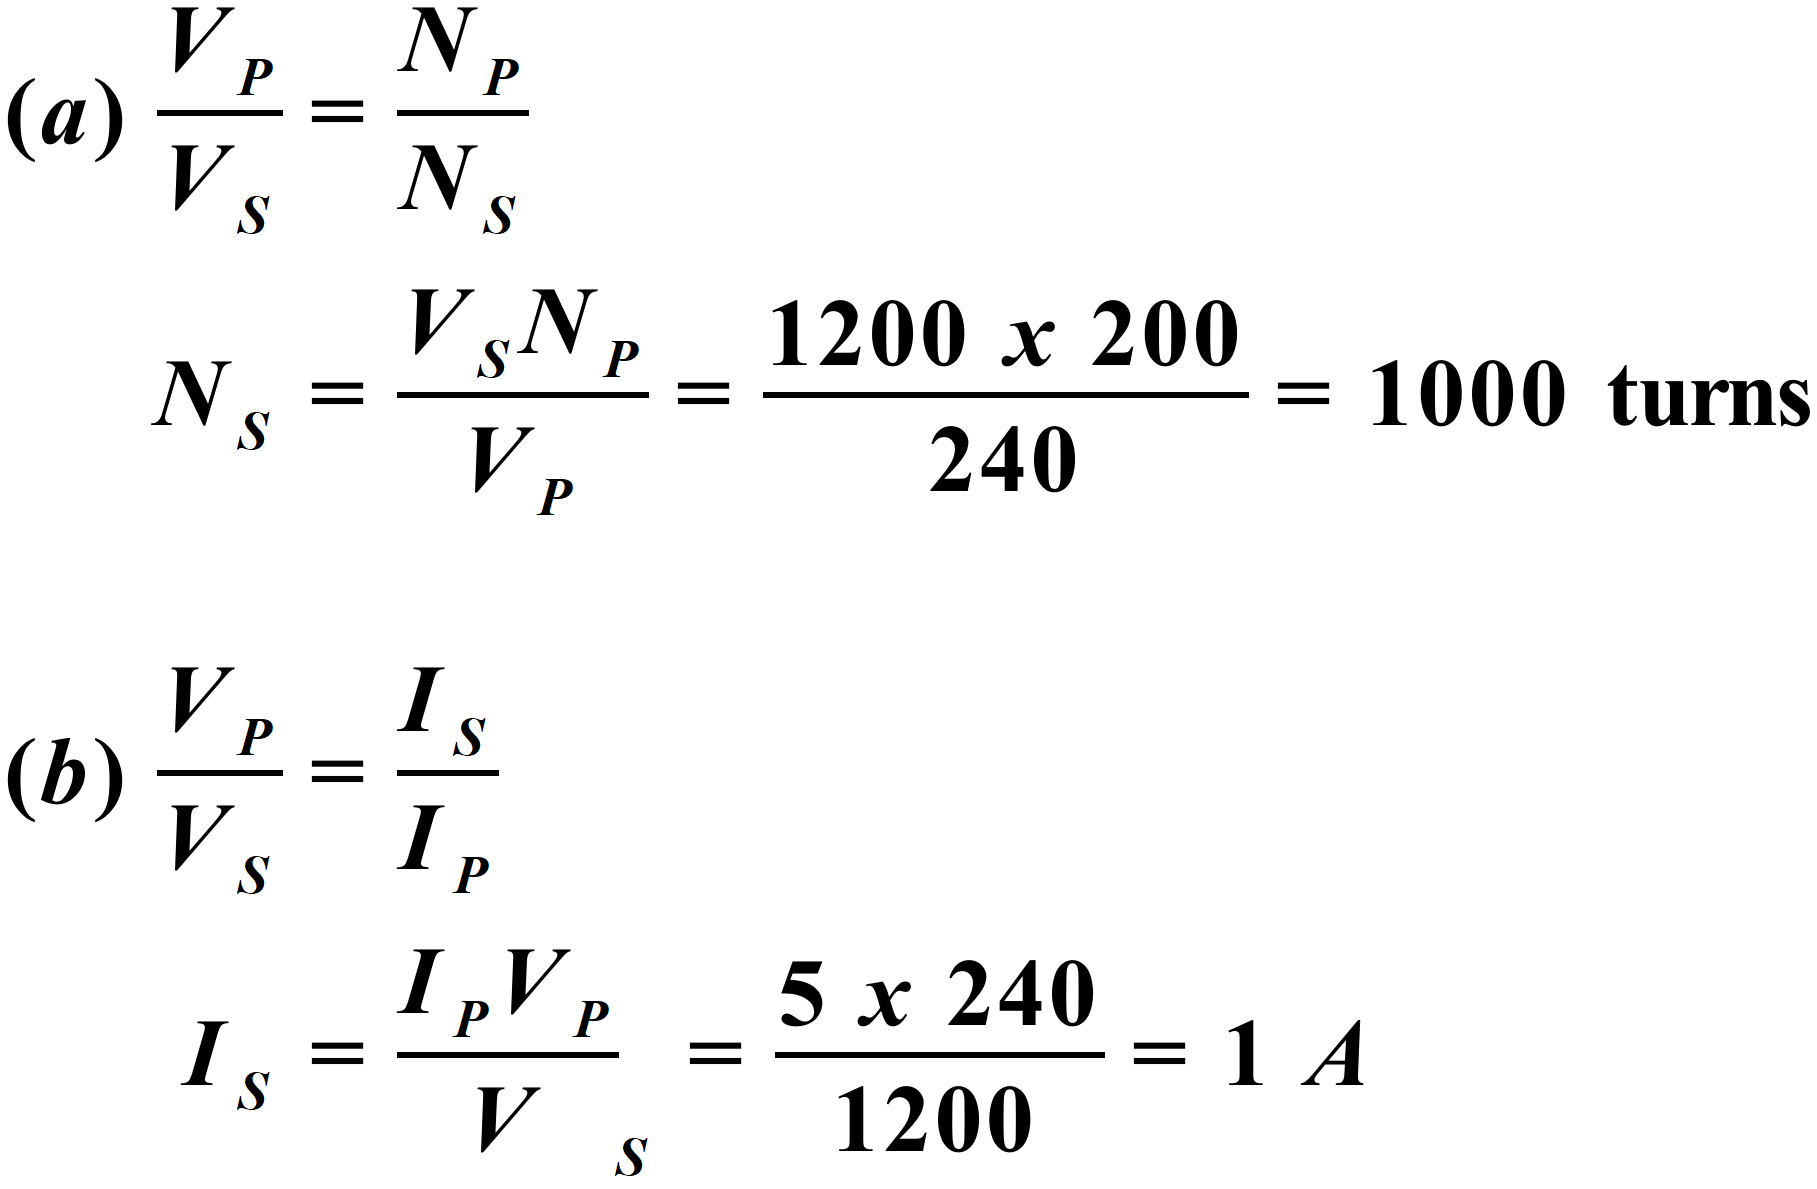 (a) V_P / V_S = N_P / N_S
N_S = V_S N_P / V_P = 1200 x 200 / 240 = 1000 turns
(b) V_P / V_S = I_S / I_P
I_S = I_P V_P / V_S = 5 x 240 / 1200 = 1 A